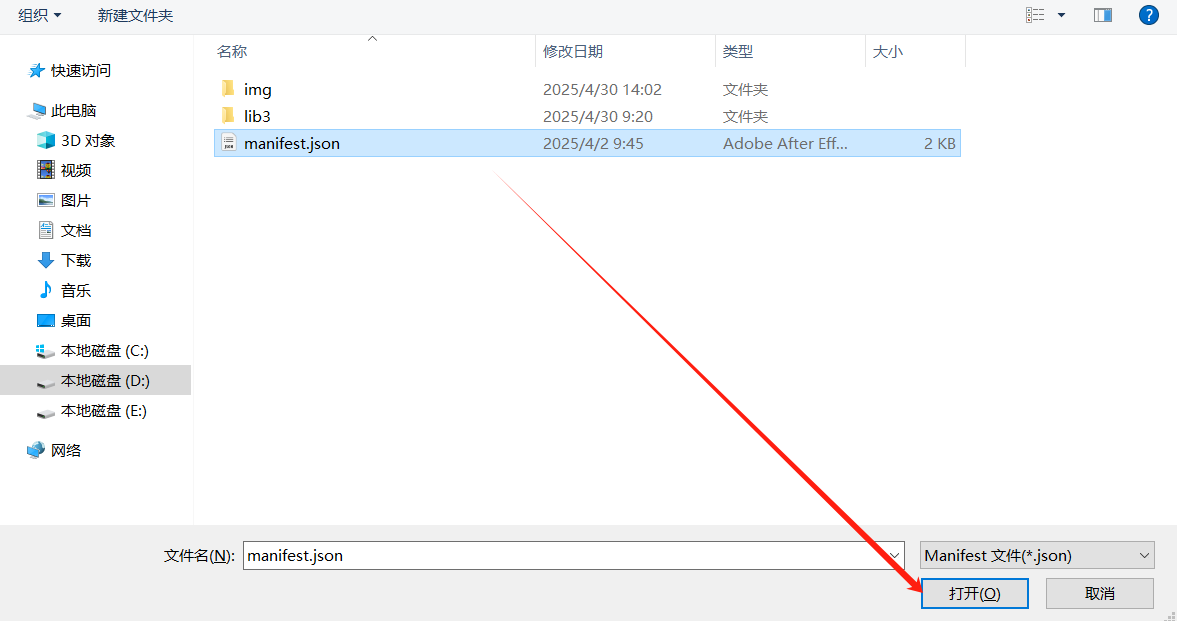 组织 新建文件夹 ?
名称 修改日期 类型 大小
快速访问
此电脑
3D 对象
视频
图片
文档
下载
音乐
桌面
本地磁盘 (C:)
本地磁盘 (D:)
本地磁盘 (E:)
网络
img 2025/4/30 14:02 文件夹
lib3 2025/4/30 9:20 文件夹
manifest.json 2025/4/2 9:45 Adobe After Eff... 2 KB
文件名(N): manifest.json Manifest 文件(*.json)
打开(O) 取消